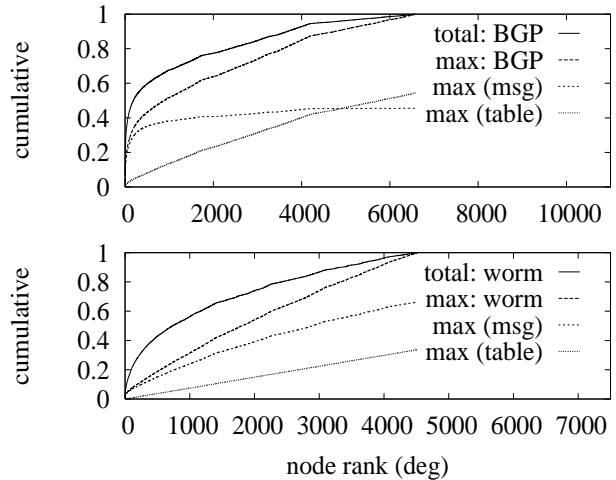 cumulative
1
0.8
0.6
0.4
0.2
0
total: BGP
max: BGP
max (msg)
max (table)
0 2000 4000 6000 8000 10000
cumulative
1
0.8
0.6
0.4
0.2
0
total: worm
max: worm
max (msg)
max (table)
0 1000 2000 3000 4000 5000 6000 7000
node rank (deg)